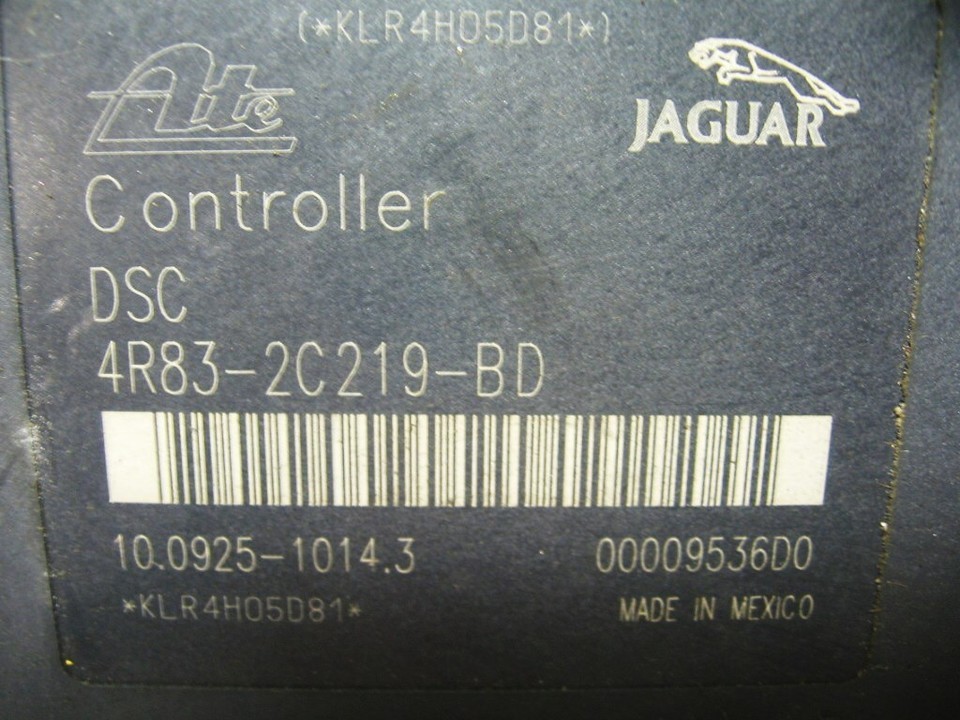 (*KLR4H05D81*)
Ate
JAGUAR
Controller
DSC
4R83-2C219-BD
10.0925-1014.3
00009536D0
*KLR4H05D81*
MADE IN MEXICO